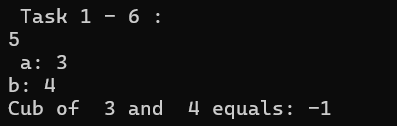 Task 1 - 6 :
5
a: 3
b: 4
Cub of  3 and  4 equals: -1